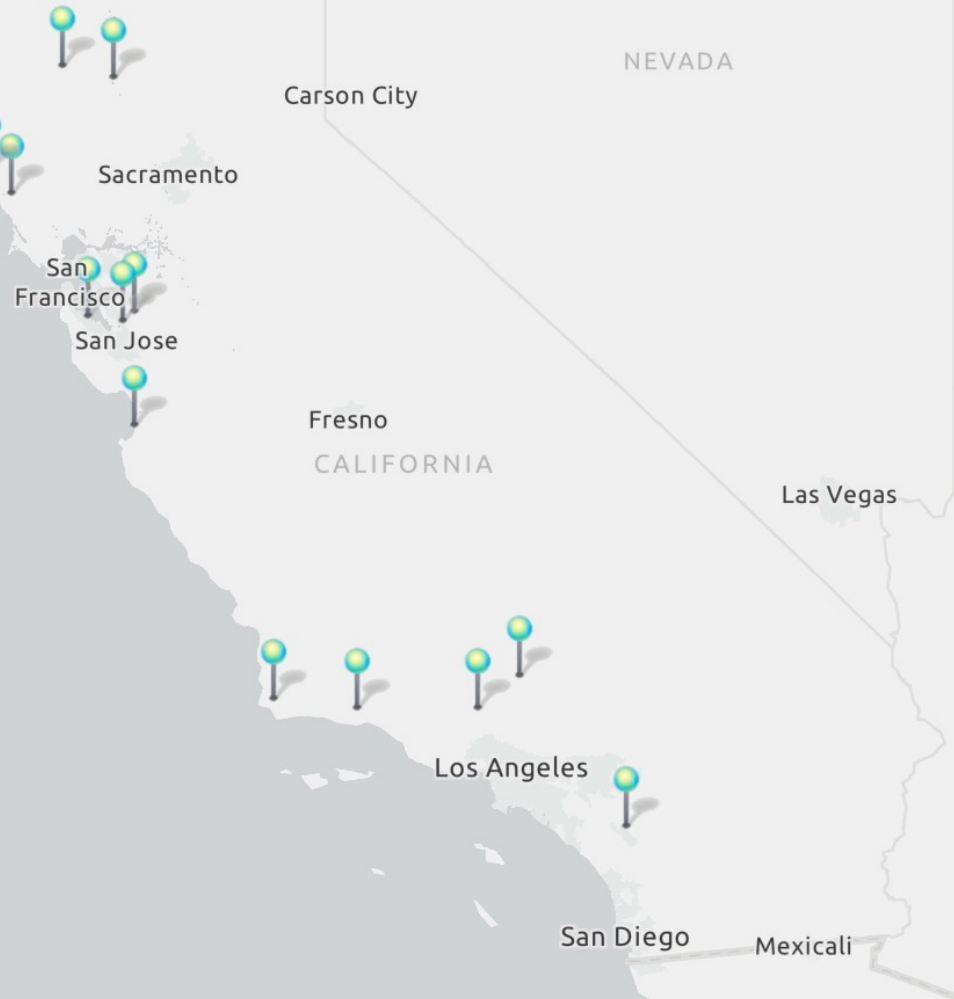 NEVADA
Carson City
Sacramento
San
Francisco
San Jose
Fresno
CALIFORNIA
Las Vegas
Los Angeles
San Diego
Mexicali